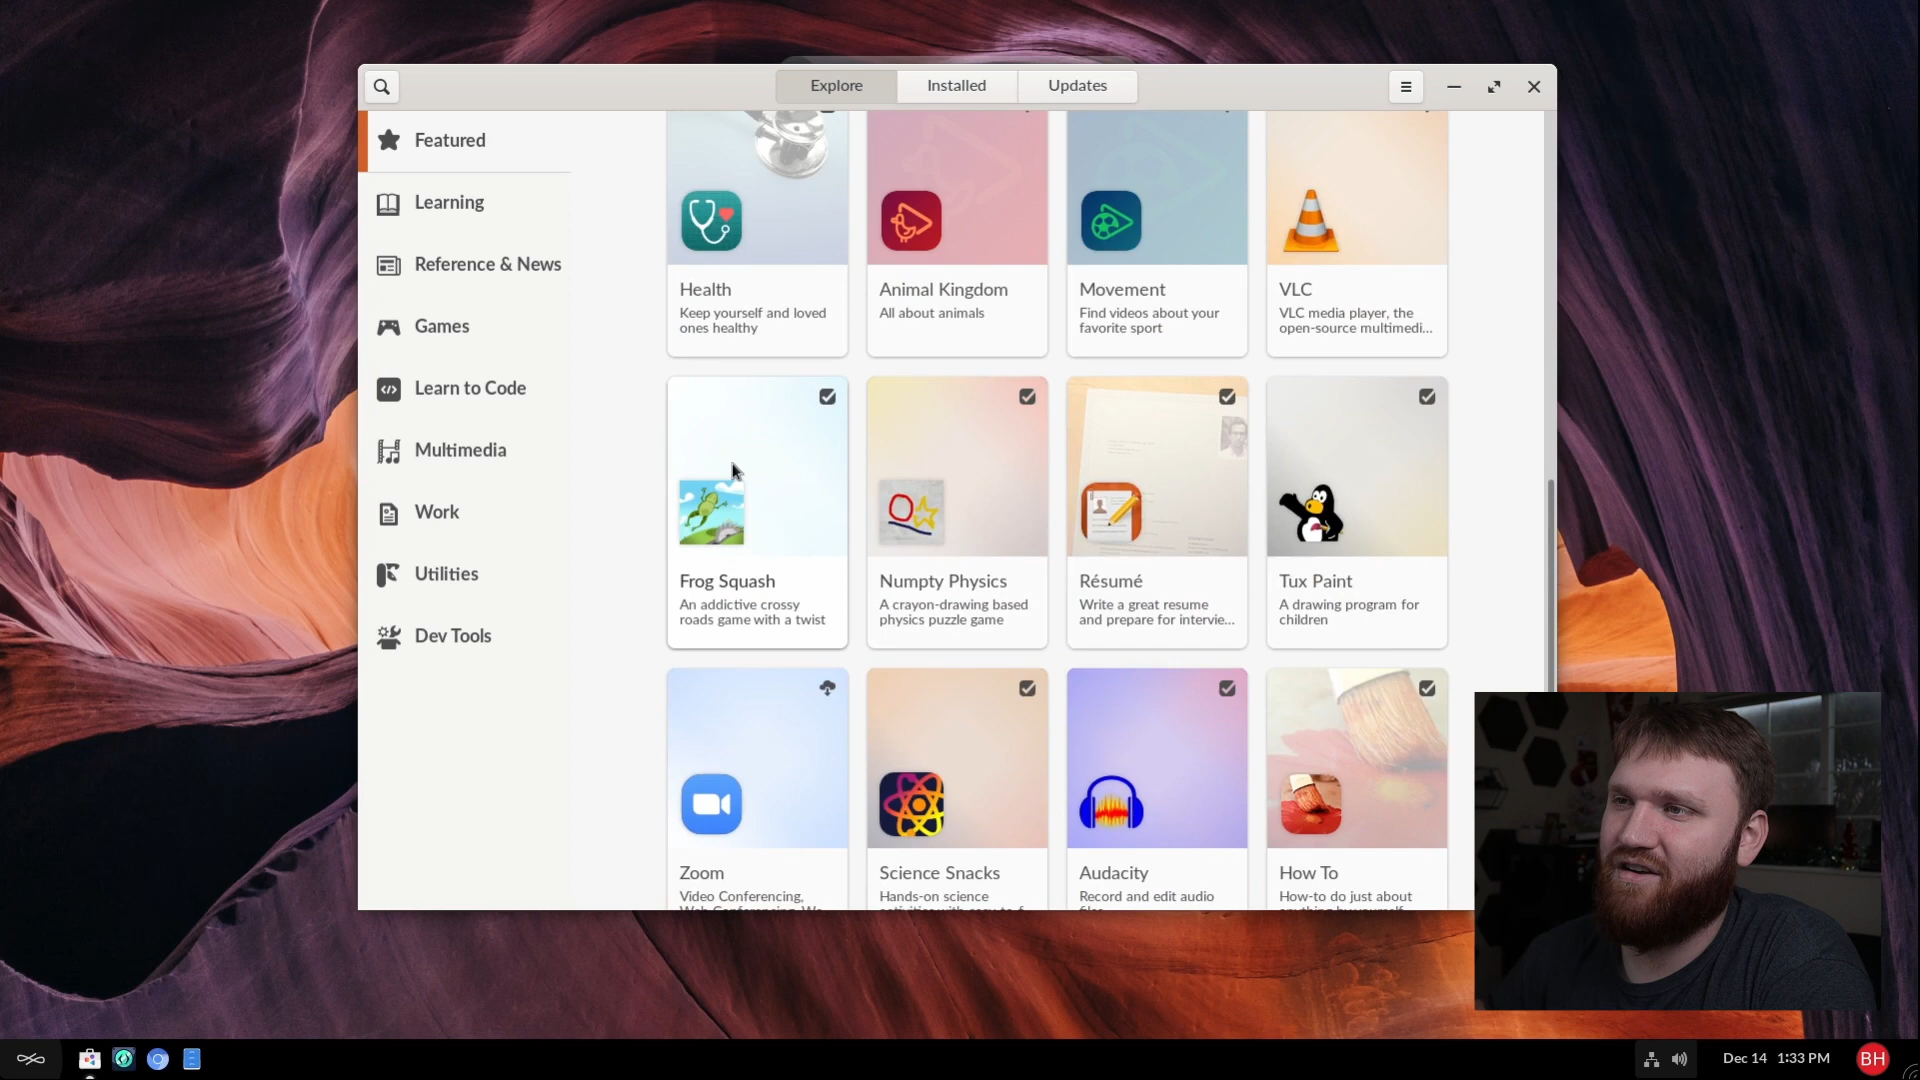 Explore
Installed
Updates
Featured
Learning
Reference & News
Games
Learn to Code
Multimedia
Work
Utilities
Dev Tools
Health
Keep yourself and loved
ones healthy
Animal Kingdom
All about animals
Movement
Find videos about your
favorite sport
VLC
VLC media player, the
open-source multimedi...
Frog Squash
An addictive crossy
roads game with a twist
Numpty Physics
A crayon-drawing based
physics puzzle game
Résumé
Write a great resume
and prepare for intervie...
Tux Paint
A drawing program for
children
Zoom
Video Conferencing,
Science Snacks
Hands-on science
Audacity
Record and edit audio
How To
How-to do just about
Dec 14 1:33 PM
BH